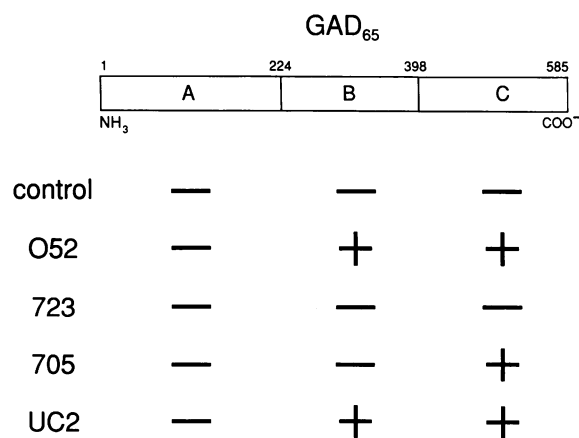 GAD65
1 224 398 585
A B C
NH3 COO−
control — — —
O52 — + +
723 — — —
705 — — +
UC2 — + +